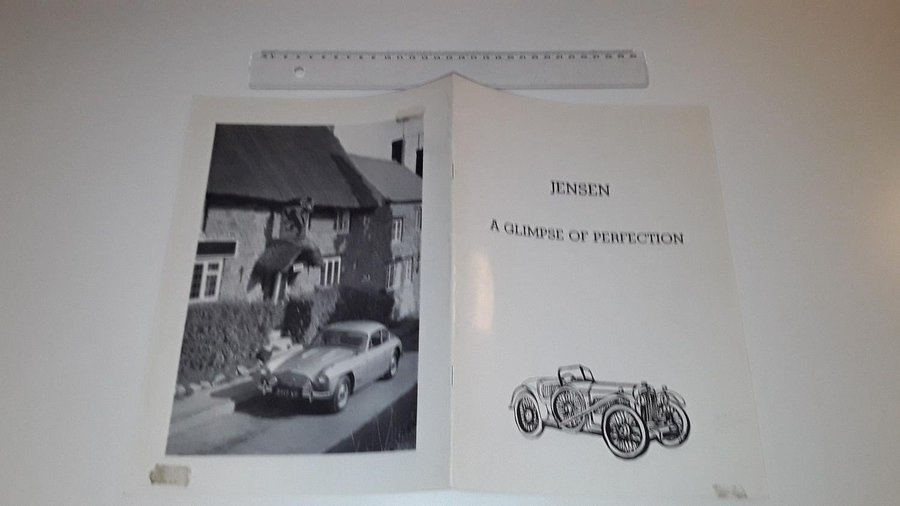 JENSEN
A GLIMPSE OF PERFECTION